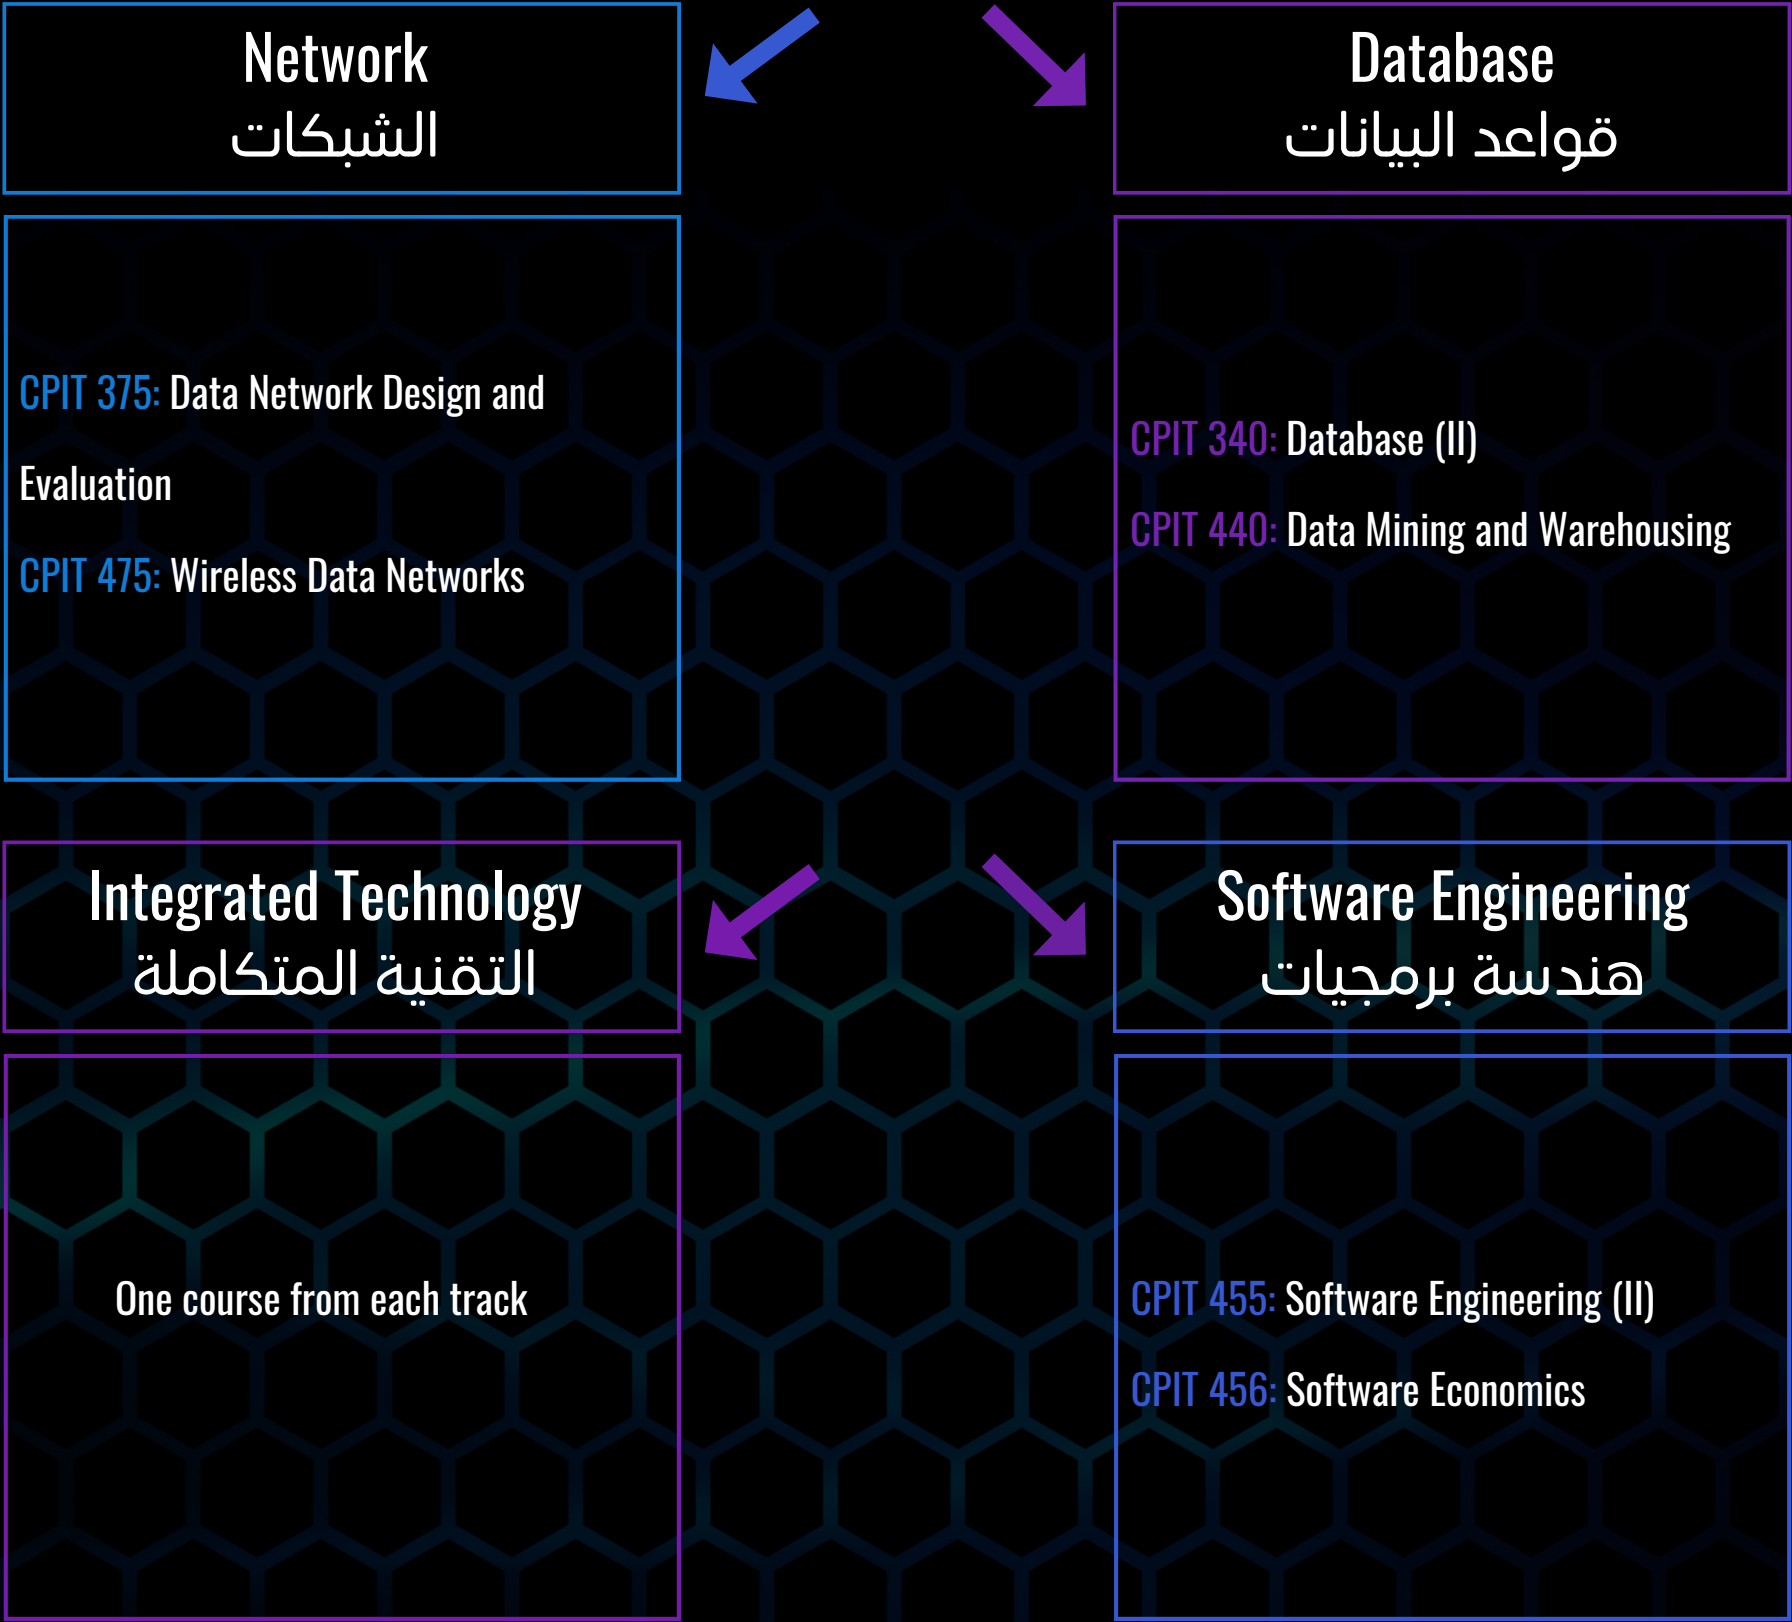 Network
الشبكات
CPIT 375: Data Network Design and
Evaluation
CPIT 475: Wireless Data Networks
Database
قواعد البيانات
CPIT 340: Database (II)
CPIT 440: Data Mining and Warehousing
Integrated Technology
التقنية المتكاملة
One course from each track
Software Engineering
هندسة برمجيات
CPIT 455: Software Engineering (II)
CPIT 456: Software Economics